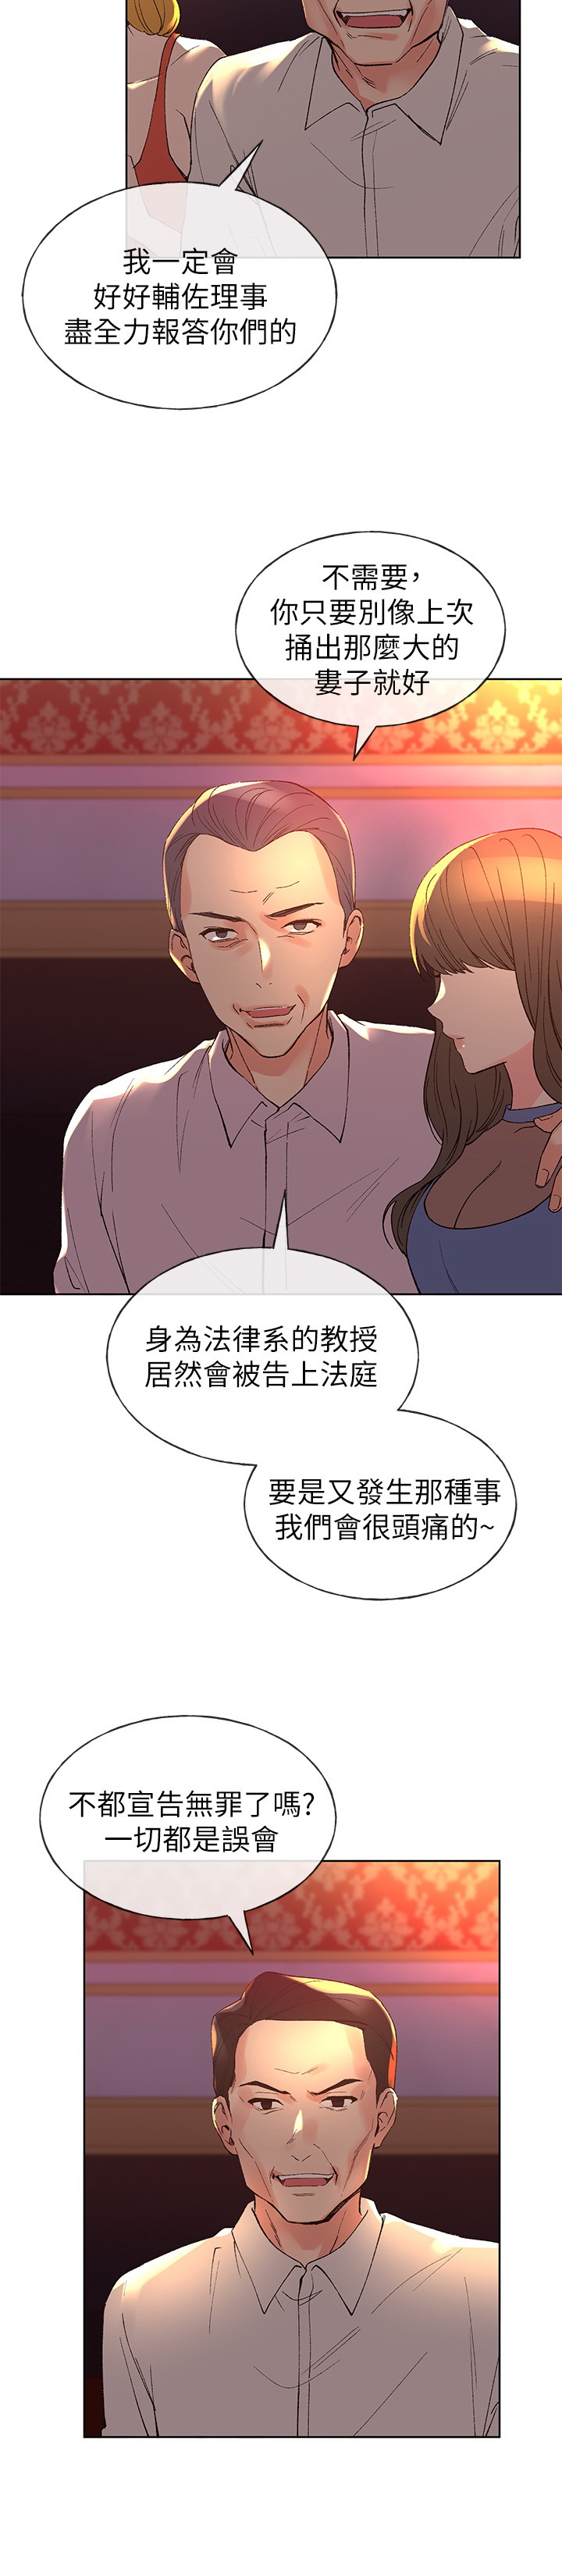 我一定會
好好輔佐理事
盡全力報答你們的
不需要，
你只要別像上次
捅出那麼大的
婁子就好
身為法律系的教授
居然會被告上法庭
要是又發生那種事
我們會很頭痛的~
不都宣告無罪了嗎?
一切都是誤會